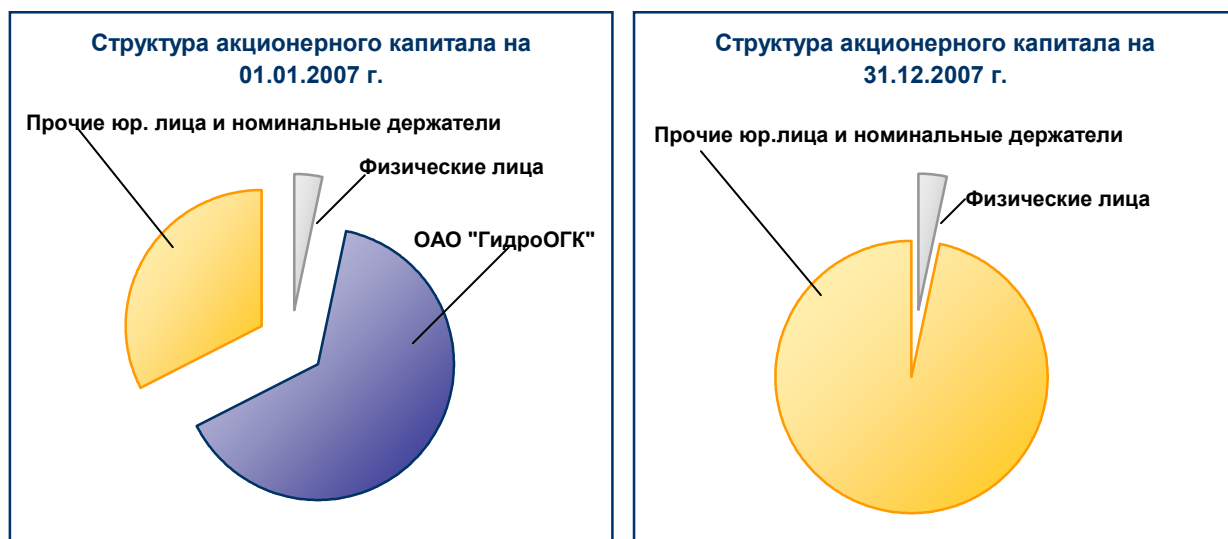 Структура акционерного капитала на
01.01.2007 г.
Прочие юр. лица и номинальные держатели
Физические лица
ОАО "ГидроОГК"
Структура акционерного капитала на
31.12.2007 г.
Прочие юр.лица и номинальные держатели
Физические лица